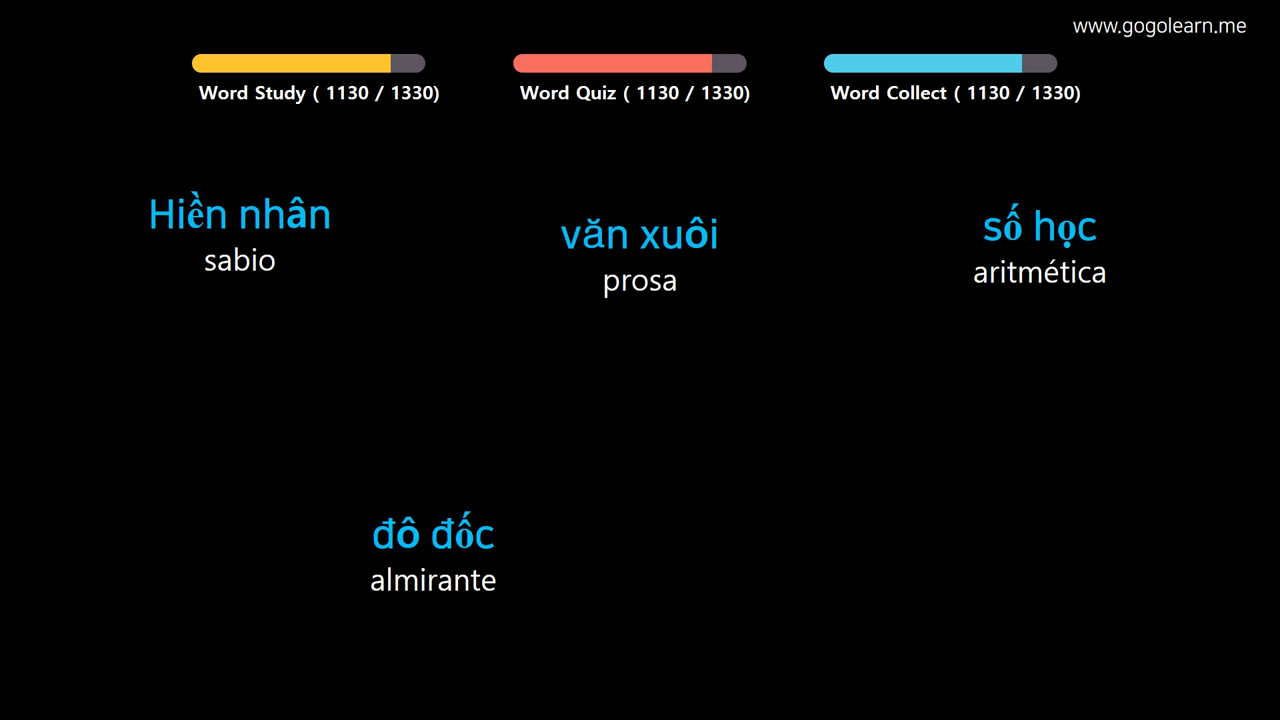 www.gogolearn.me
Word Study ( 1130 / 1330)
Word Quiz ( 1130 / 1330)
Word Collect ( 1130 / 1330)
Hiền nhân
sabio
văn xuôi
prosa
số học
aritmética
đô đốc
almirante